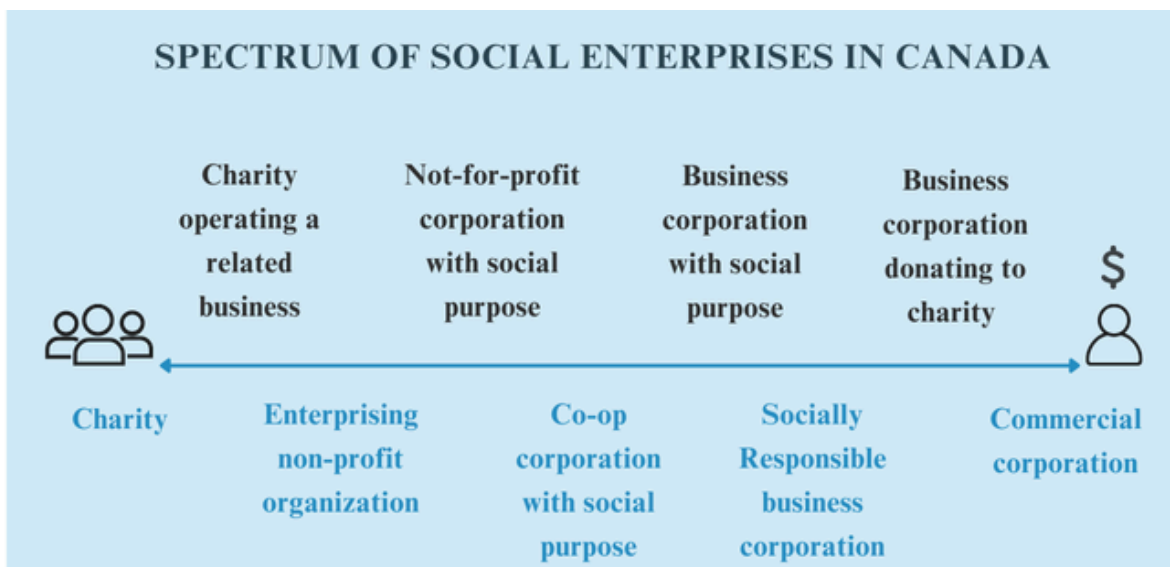 SPECTRUM OF SOCIAL ENTERPRISES IN CANADA
Charity
operating a
related
business
Not-for-profit
corporation
with social
purpose
Business
corporation
with social
purpose
Business
corporation
donating to
charity
$
Charity
Enterprising
non-profit
organization
Co-op
corporation
with social
purpose
Socially
Responsible
business
corporation
Commercial
corporation